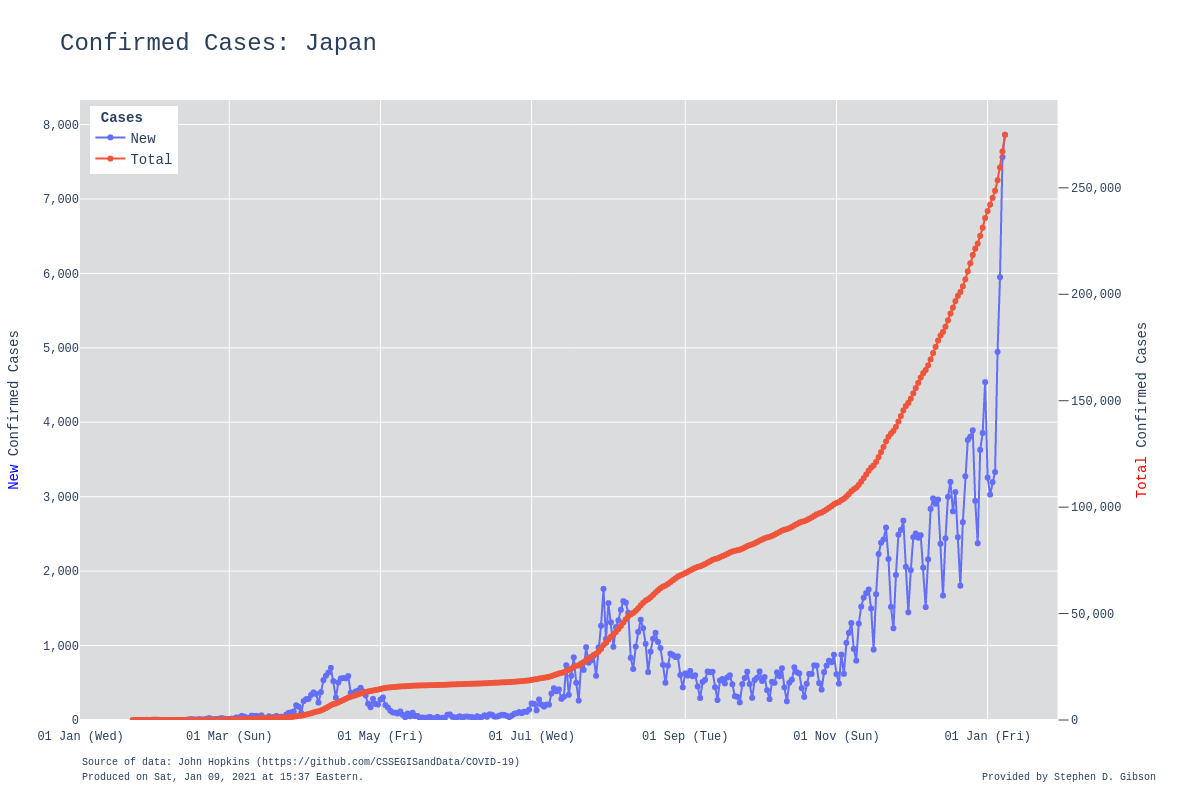 Confirmed Cases: Japan
Cases
New
Total
8,000
7,000
6,000
5,000
4,000
3,000
2,000
1,000
0
New Confirmed Cases
250,000
200,000
150,000
100,000
50,000
0
Total Confirmed Cases
01 Jan (Wed)
01 Mar (Sun)
01 May (Fri)
01 Jul (Wed)
01 Sep (Tue)
01 Nov (Sun)
01 Jan (Fri)
Source of data: John Hopkins (https://github.com/CSSEGISandData/COVID-19)
Produced on Sat, Jan 09, 2021 at 15:37 Eastern.
Provided by Stephen D. Gibson